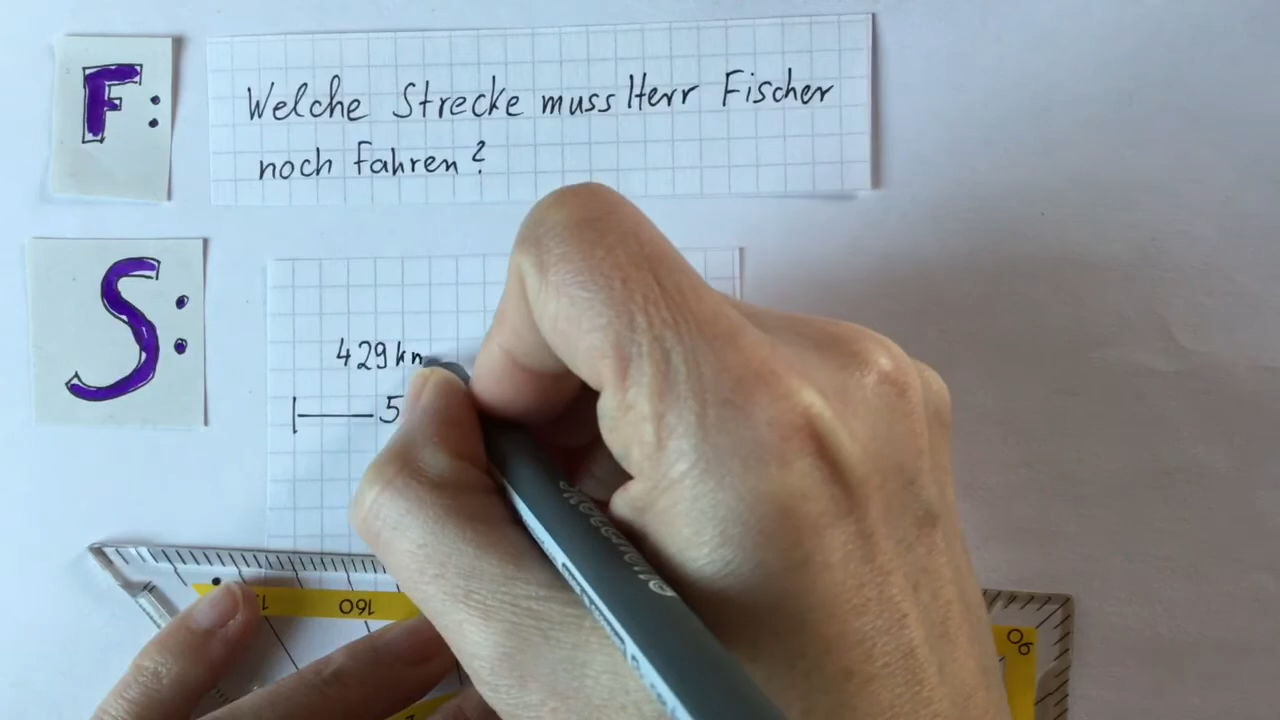 F:
Welche Strecke muss Herr Fischer
noch fahren?
S:
429 km
5
160
90